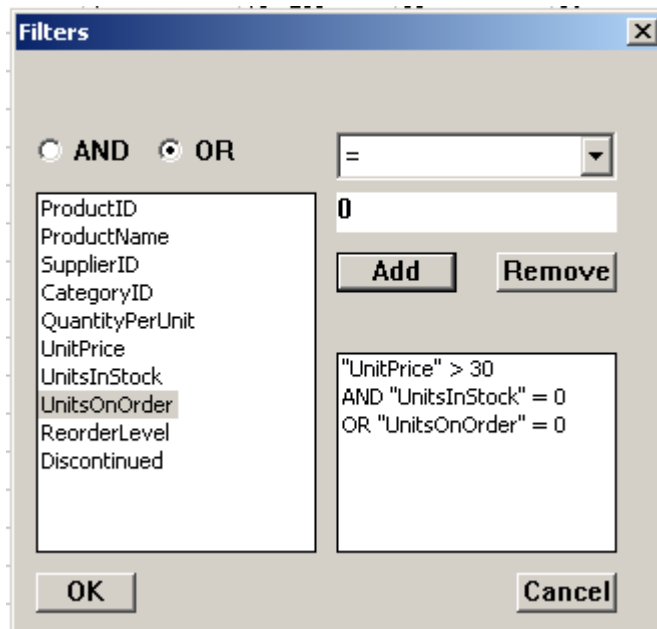 Filters
AND OR
=
ProductID
ProductName
SupplierID
CategoryID
QuantityPerUnit
UnitPrice
UnitsInStock
UnitsOnOrder
ReorderLevel
Discontinued
0
Add Remove
"UnitPrice" > 30
AND "UnitsInStock" = 0
OR "UnitsOnOrder" = 0
OK Cancel